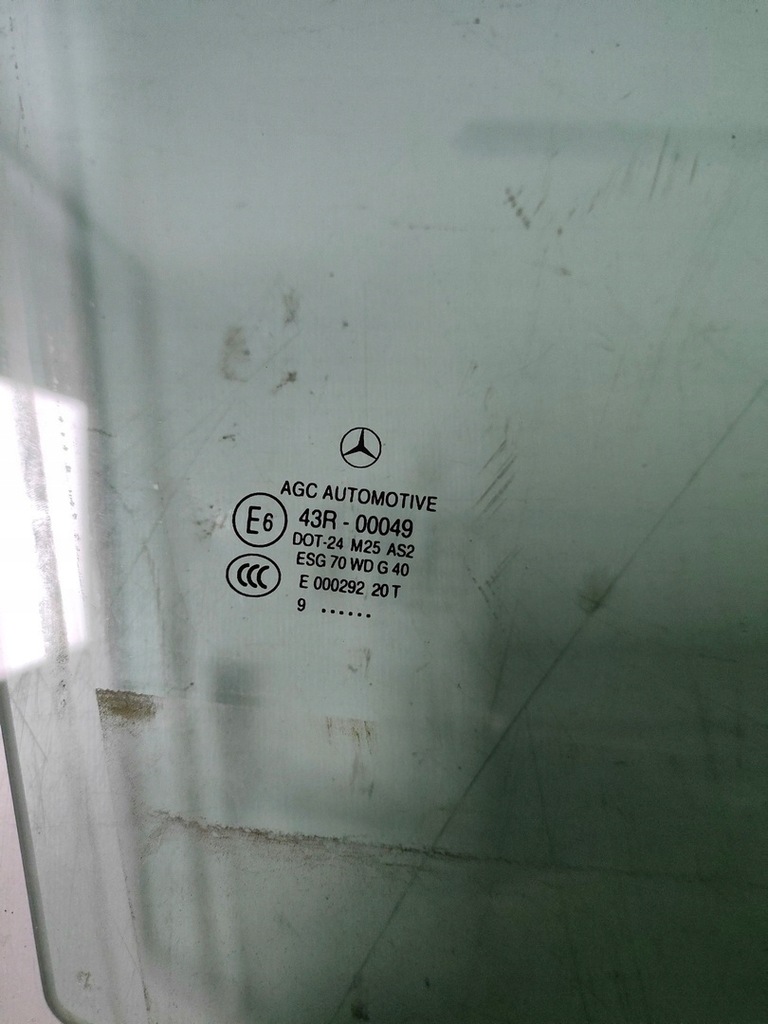 AGC AUTOMOTIVE
E6 43R - 00049
DOT-24 M25 AS2
CCC ESG 70 WD G 40
E 000292 20 T
9 ......